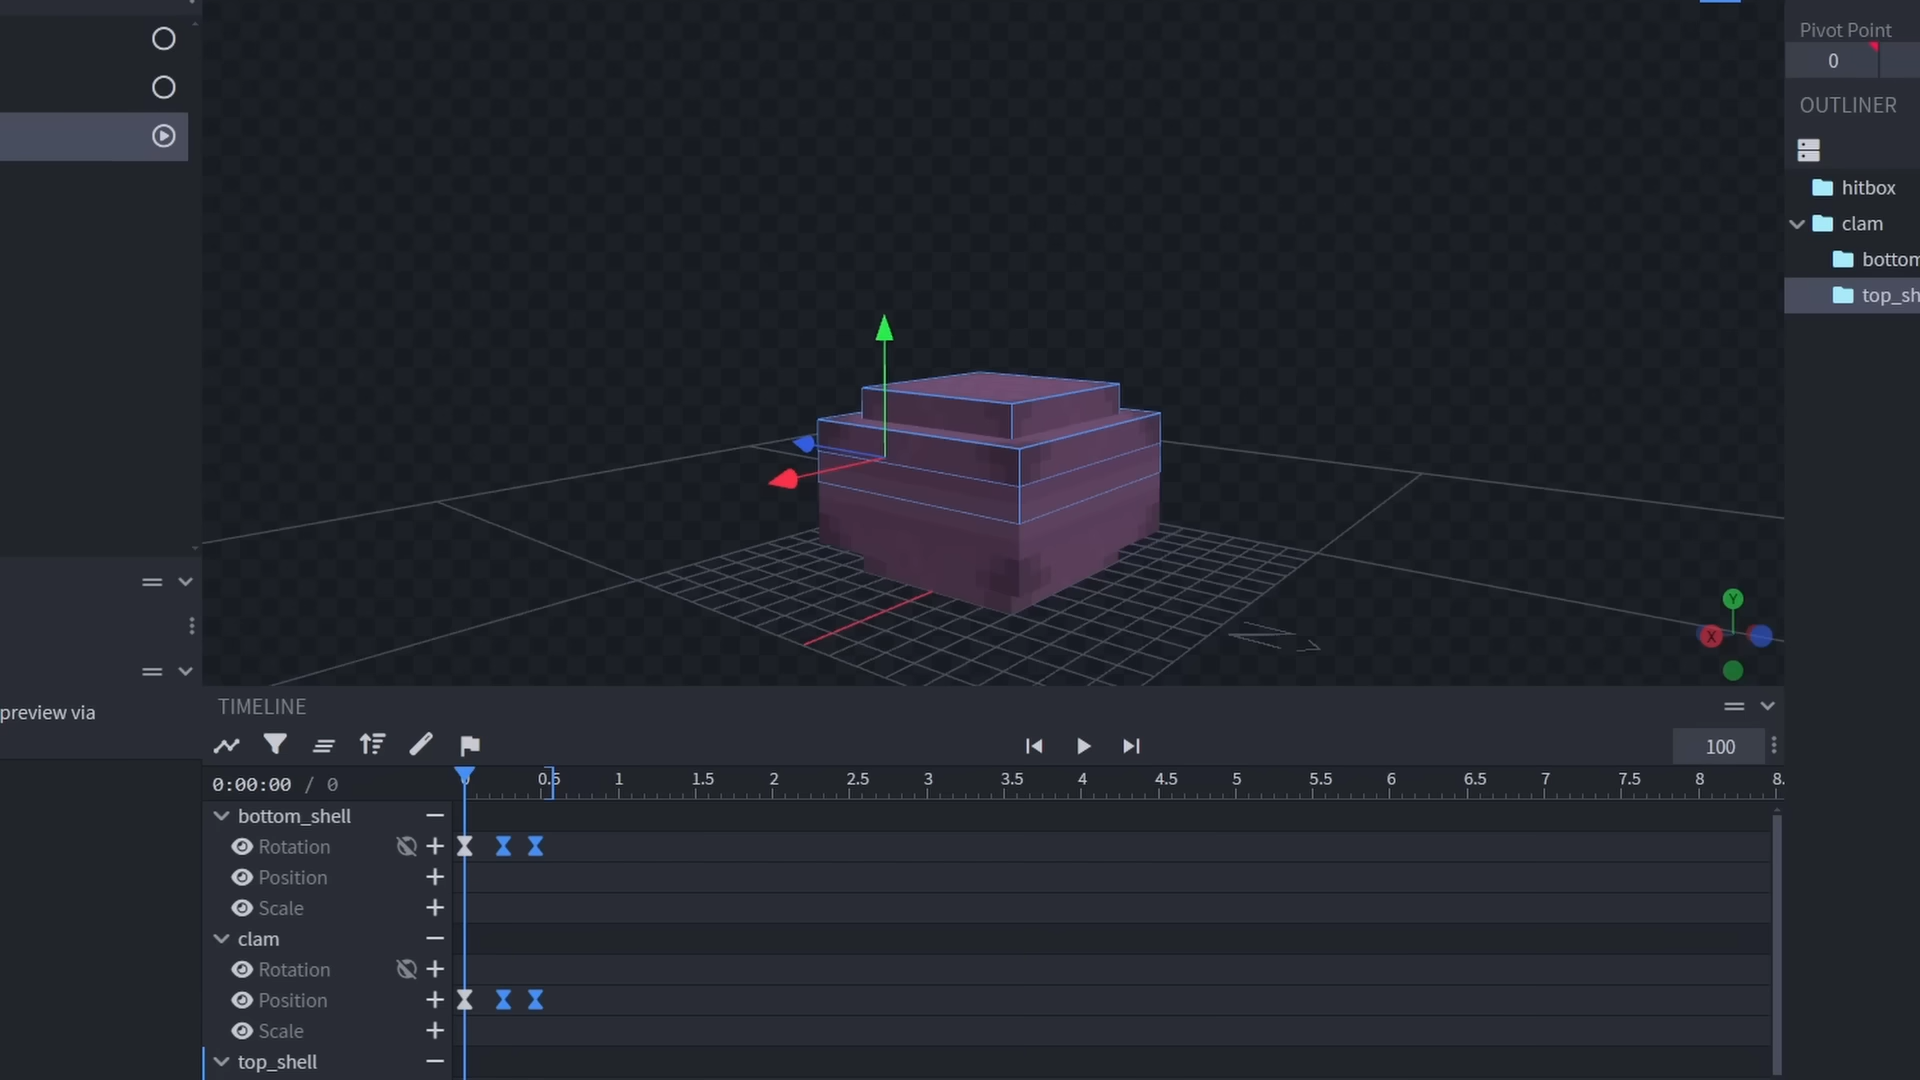 Pivot Point
0
OUTLINER
hitbox
clam
bottom
top_sh
preview via
TIMELINE
100
0:00:00 / 0
0 0.5 1 1.5 2 2.5 3 3.5 4 4.5 5 5.5 6 6.5 7 7.5 8 8.
bottom_shell
Rotation
Position
Scale
clam
Rotation
Position
Scale
top_shell
Y
X